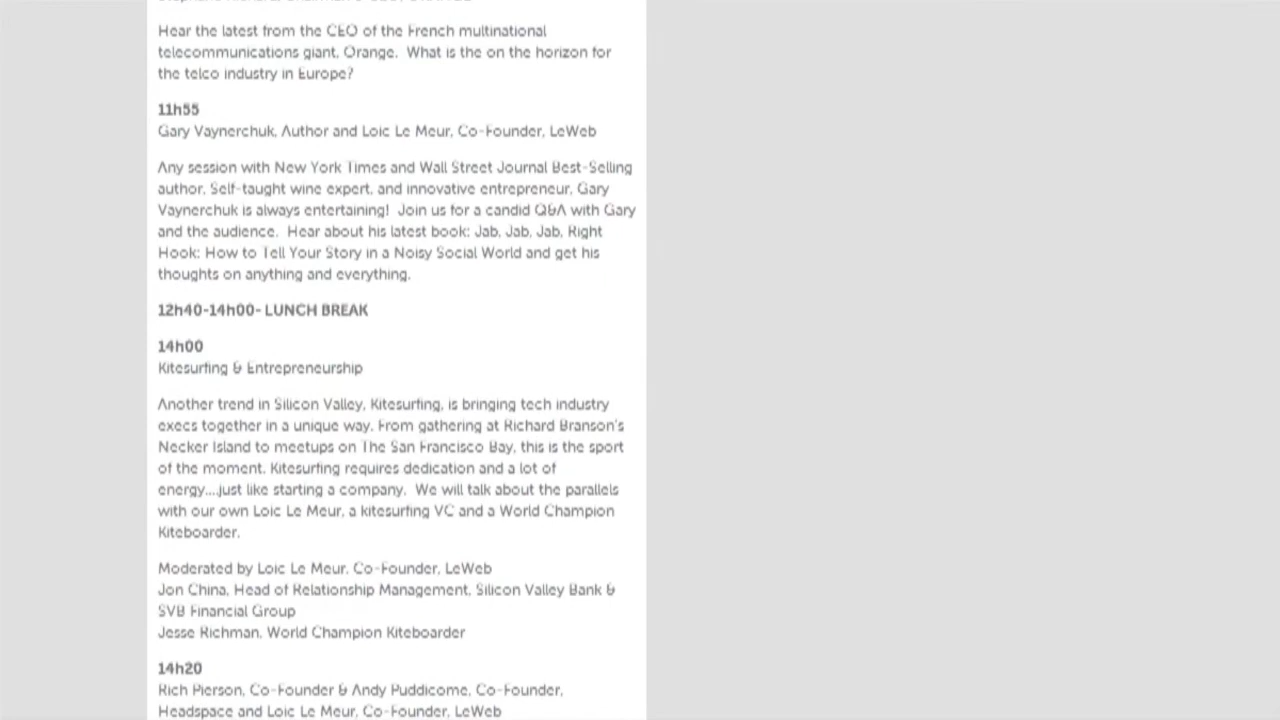 Hear the latest from the CEO of the French multinational
telecommunications giant, Orange.  What is the on the horizon for
the telco industry in Europe?
11h55
Gary Vaynerchuk, Author and Loic Le Meur, Co-Founder, LeWeb
Any session with New York Times and Wall Street Journal Best-Selling
author, Self-taught wine expert, and innovative entrepreneur, Gary
Vaynerchuk is always entertaining!  Join us for a candid Q&A with Gary
and the audience.  Hear about his latest book: Jab, Jab, Jab, Right
Hook: How to Tell Your Story in a Noisy Social World and get his
thoughts on anything and everything.
12h40-14h00- LUNCH BREAK
14h00
Kitesurfing & Entrepreneurship
Another trend in Silicon Valley, Kitesurfing, is bringing tech industry
execs together in a unique way. From gathering at Richard Branson's
Necker Island to meetups on The San Francisco Bay, this is the sport
of the moment. Kitesurfing requires dedication and a lot of
energy....just like starting a company.  We will talk about the parallels
with our own Loic Le Meur, a kitesurfing VC and a World Champion
Kiteboarder.
Moderated by Loic Le Meur, Co-Founder, LeWeb
Jon China, Head of Relationship Management, Silicon Valley Bank &
SVB Financial Group
Jesse Richman, World Champion Kiteboarder
14h20
Rich Pierson, Co-Founder & Andy Puddicome, Co-Founder,
Headspace and Loic Le Meur, Co-Founder, LeWeb